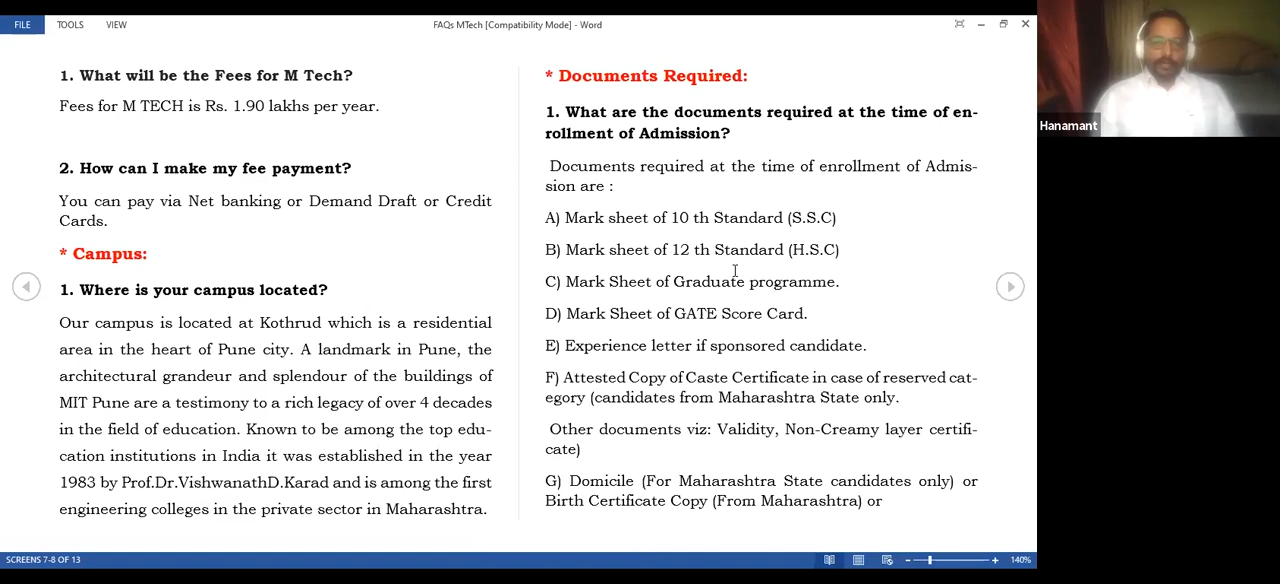 FILE
TOOLS
VIEW
FAQs MTech [Compatibility Mode] - Word
1. What will be the Fees for M Tech?
Fees for M TECH is Rs. 1.90 lakhs per year.
2. How can I make my fee payment?
You can pay via Net banking or Demand Draft or Credit
Cards.
* Campus:
1. Where is your campus located?
Our campus is located at Kothrud which is a residential
area in the heart of Pune city. A landmark in Pune, the
architectural grandeur and splendour of the buildings of
MIT Pune are a testimony to a rich legacy of over 4 decades
in the field of education. Known to be among the top edu-
cation institutions in India it was established in the year
1983 by Prof.Dr.VishwanathD.Karad and is among the first
engineering colleges in the private sector in Maharashtra.
* Documents Required:
1. What are the documents required at the time of en-
rollment of Admission?
Documents required at the time of enrollment of Admis-
sion are :
A) Mark sheet of 10 th Standard (S.S.C)
B) Mark sheet of 12 th Standard (H.S.C)
C) Mark Sheet of Graduate programme.
D) Mark Sheet of GATE Score Card.
E) Experience letter if sponsored candidate.
F) Attested Copy of Caste Certificate in case of reserved cat-
egory (candidates from Maharashtra State only.
Other documents viz: Validity, Non-Creamy layer certifi-
cate)
G) Domicile (For Maharashtra State candidates only) or
Birth Certificate Copy (From Maharashtra) or
Hanamant
SCREENS 7-8 OF 13
140%